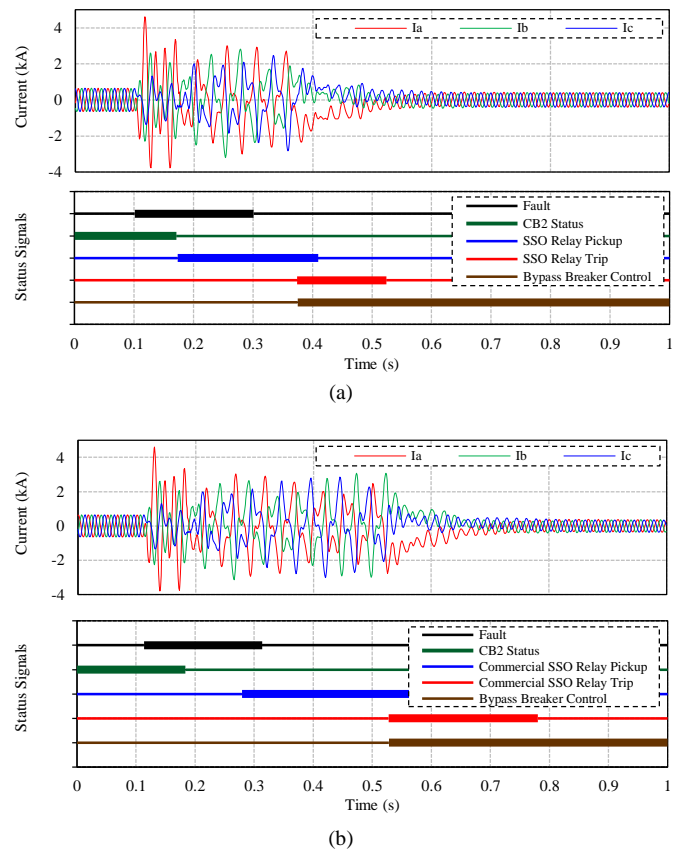 4
2
0
-2
-4
Current (kA)
Ia
Ib
Ic
Status Signals
Fault
CB2 Status
SSO Relay Pickup
SSO Relay Trip
Bypass Breaker Control
0 0.1 0.2 0.3 0.4 0.5 0.6 0.7 0.8 0.9 1
Time (s)
(a)
4
2
0
-2
-4
Current (kA)
Ia
Ib
Ic
Status Signals
Fault
CB2 Status
Commercial SSO Relay Pickup
Commercial SSO Relay Trip
Bypass Breaker Control
0 0.1 0.2 0.3 0.4 0.5 0.6 0.7 0.8 0.9 1
Time (s)
(b)